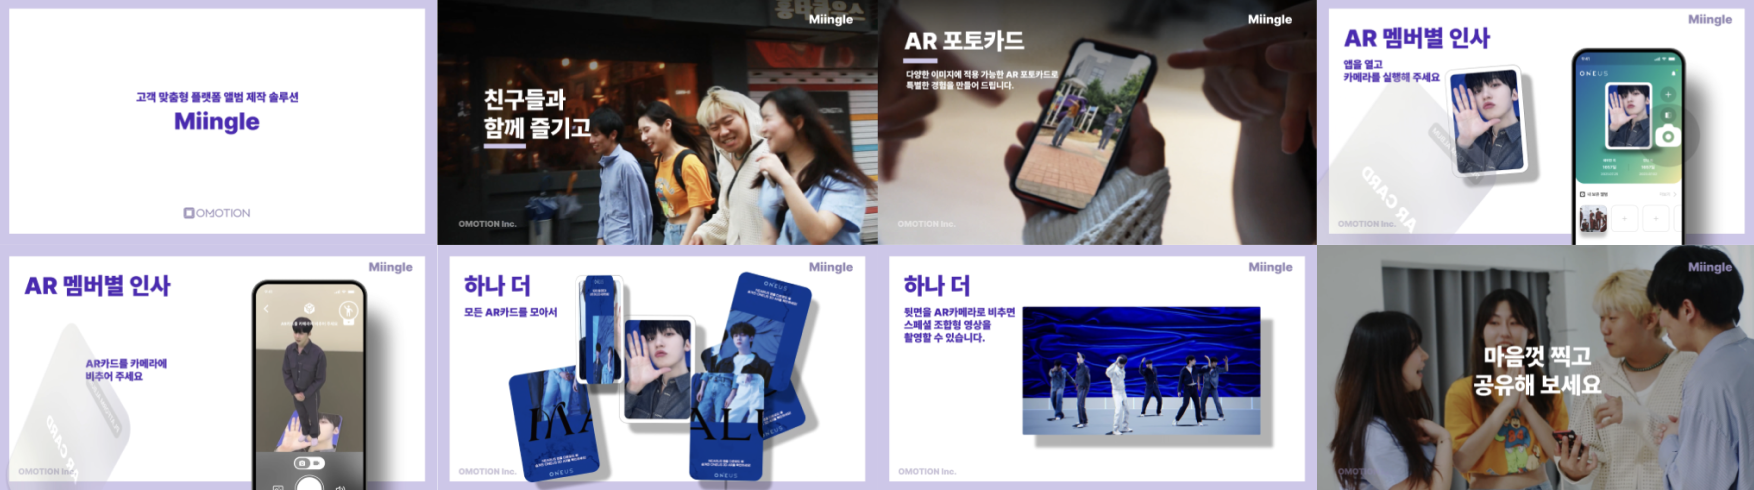 고객 맞춤형 플랫폼 앨범 제작 솔루션
Miingle
OMOTION
Miingle
친구들과
함께 즐기고
OMOTION Inc.
Miingle
AR 포토카드
다양한 이미지에 적용 가능한 AR 포토카드로
특별한 경험을 만들어 드립니다.
OMOTION Inc.
Miingle
AR 멤버별 인사
앱을 열고
카메라를 실행해 주세요
ONEUS
AR CARD
OMOTION Inc.
Miingle
AR 멤버별 인사
AR카드를 카메라에
비추어 주세요
AR CARD
OMOTION Inc.
Miingle
하나 더
모든 AR카드를 모아서
ONEUS
ONEUS
ONEUS
OMOTION Inc.
Miingle
하나 더
뒷면을 AR카메라로 비추면
스페셜 조합형 영상을
촬영할 수 있습니다.
OMOTION Inc.
Miingle
마음껏 찍고
공유해 보세요